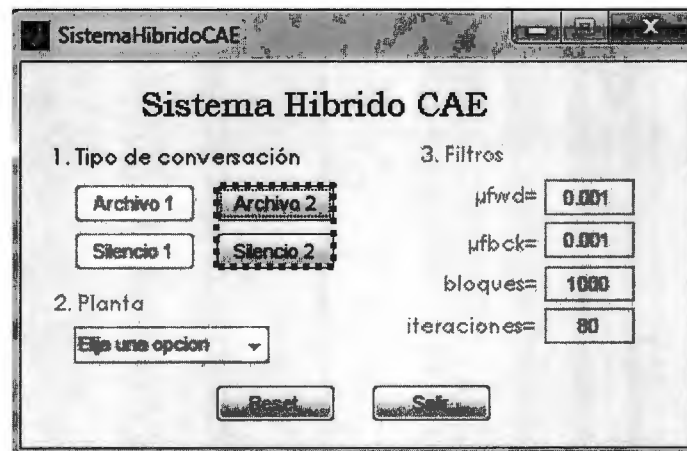 SistemaHibridoCAE
Sistema Hibrido CAE
1. Tipo de conversación
Archivo 1
Archivo 2
Silencio 1
Silencio 2
2. Planta
Elija una opcion
3. Filtros
µfwd= 0.001
µfbck= 0.001
bloques= 1000
iteraciones= 80
Reset
Salir